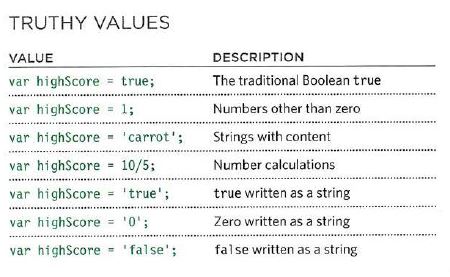 TRUTHY VALUES
VALUE DESCRIPTION
var highScore = true; The traditional Boolean true
var highScore = 1; Numbers other than zero
var highScore = 'carrot'; Strings with content
var highScore = 10/5; Number calculations
var highScore = 'true'; true written as a string
var highScore = '0'; Zero written as a string
var highScore = 'false'; false written as a string